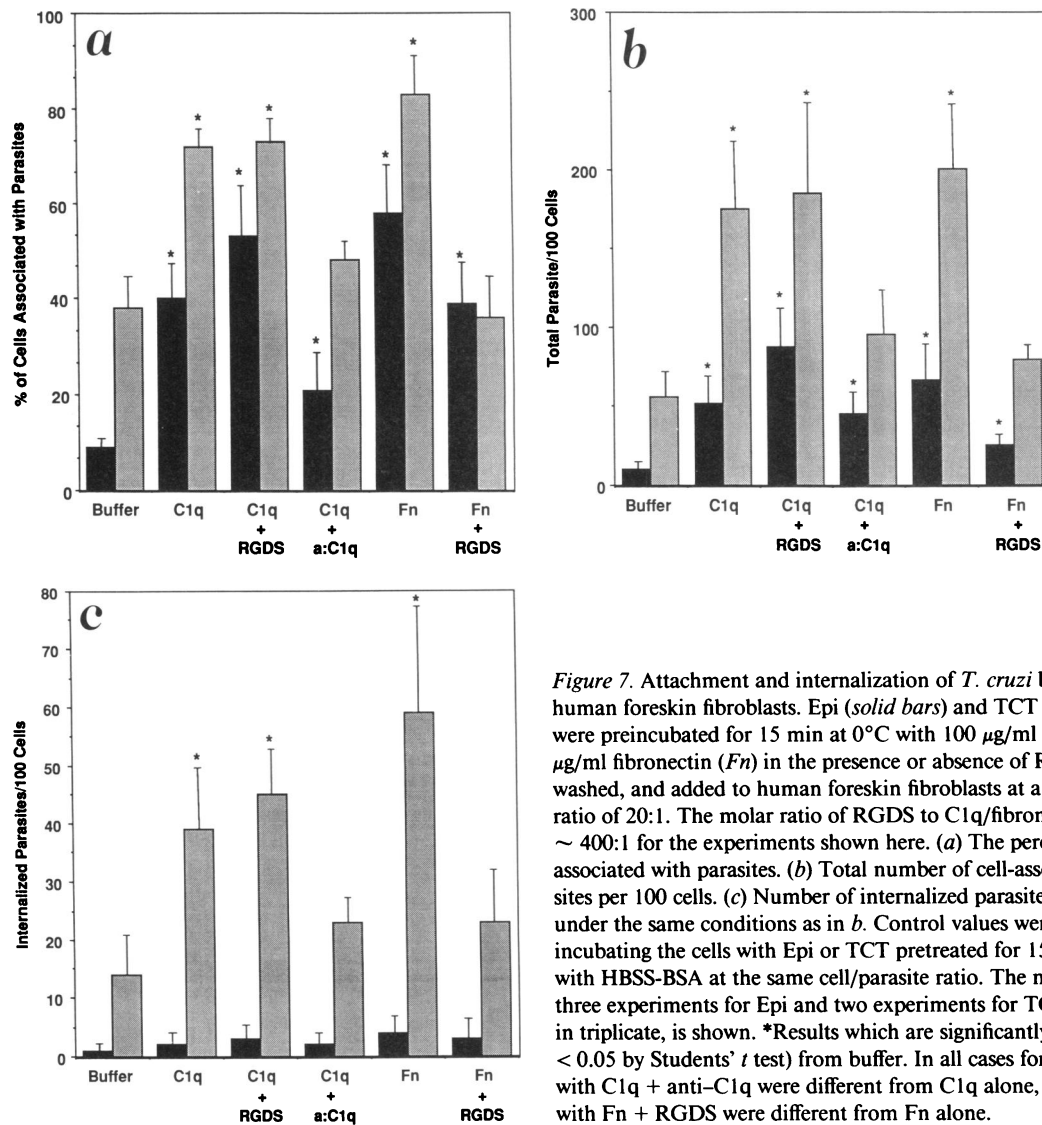 a
% of Cells Associated with Parasites
100
80
60
40
20
0
* * * * * * * *
Buffer C1q C1q Fn Fn C1q
+ + +
RGDS a:C1q RGDS
b
Total Parasite/100 Cells
300
200
100
0
* * * * * * * *
Buffer C1q C1q C1q Fn Fn
+ + +
RGDS a:C1q RGDS
c
Internalized Parasites/100 Cells
80
70
60
50
40
30
20
10
0
* * *
Buffer C1q C1q C1q Fn Fn
+ + +
RGDS a:C1q RGDS
Figure 7. Attachment and internalization of T. cruzi
human foreskin fibroblasts. Epi (solid bars) and TCT
were preincubated for 15 min at 0°C with 100 μg/ml
μg/ml fibronectin (Fn) in the presence or absence of
washed, and added to human foreskin fibroblasts at a
ratio of 20:1. The molar ratio of RGDS to C1q/fibron
~ 400:1 for the experiments shown here. (a) The perc
associated with parasites. (b) Total number of cell-asso
sites per 100 cells. (c) Number of internalized parasite
under the same conditions as in b. Control values wer
incubating the cells with Epi or TCT pretreated for 15
with HBSS-BSA at the same cell/parasite ratio. The m
three experiments for Epi and two experiments for TC
in triplicate, is shown. *Results which are significantly
< 0.05 by Students' t test) from buffer. In all cases for
with C1q + anti–C1q were different from C1q alone,
with Fn + RGDS were different from Fn alone.